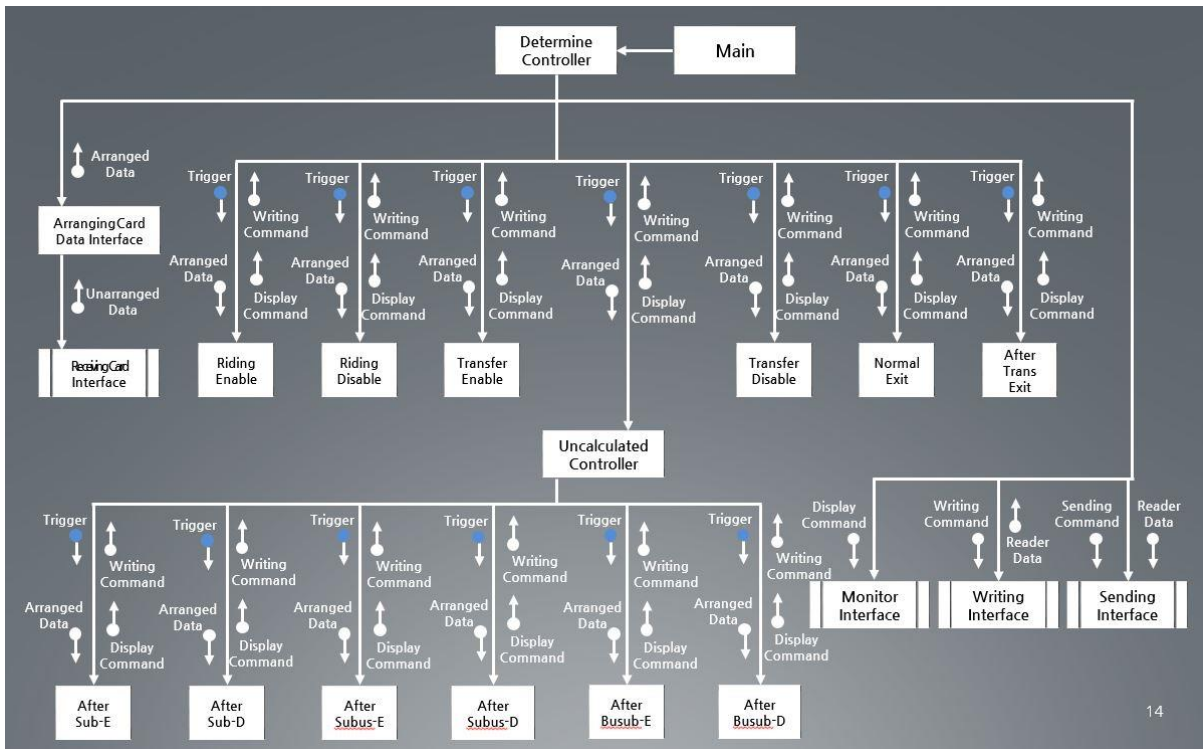 Determine
Controller
Main
Arranged
Data
Arranging Card
Data Interface
Unarranged
Data
Receiving Card
Interface
Trigger
Writing
Command
Arranged
Data
Display
Command
Riding
Enable
Trigger
Writing
Command
Arranged
Data
Display
Command
Riding
Disable
Trigger
Writing
Command
Arranged
Data
Display
Command
Transfer
Enable
Trigger
Writing
Command
Arranged
Data
Display
Command
Trigger
Writing
Command
Arranged
Data
Display
Command
Transfer
Disable
Trigger
Writing
Command
Arranged
Data
Display
Command
Normal
Exit
Trigger
Writing
Command
Arranged
Data
Display
Command
After
Trans
Exit
Uncalculated
Controller
Trigger
Writing
Command
Arranged
Data
Display
Command
After
Sub-E
Trigger
Writing
Command
Arranged
Data
Display
Command
After
Sub-D
Trigger
Writing
Command
Arranged
Data
Display
Command
After
Subus-E
Trigger
Writing
Command
Arranged
Data
Display
Command
After
Subus-D
Trigger
Writing
Command
Arranged
Data
Display
Command
After
Busub-E
Trigger
Writing
Command
Arranged
Data
Display
Command
After
Busub-D
Display
Command
Monitor
Interface
Writing
Command
Reader
Data
Writing
Interface
Sending
Command
Reader
Data
Sending
Interface
14